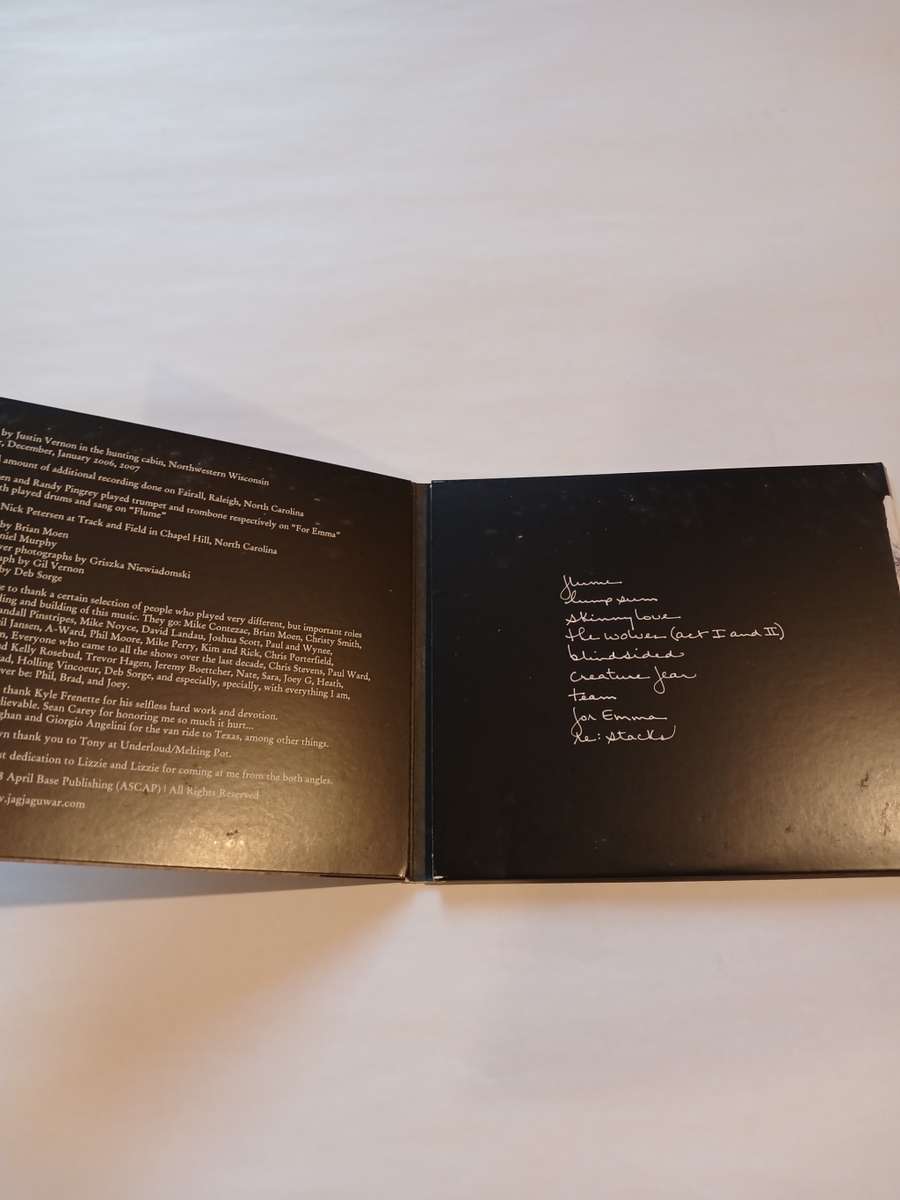 by Justin Vernon in the hunting cabin, Northwestern Wisconsin
r, December, January 2006, 2007
amount of additional recording done on Fairall, Raleigh, North Carolina
en and Randy Pingrey played trumpet and trombone respectively on "For Emma"
th played drums and sang on "Flume"
Nick Petersen at Track and Field in Chapel Hill, North Carolina
by Brian Moen
niel Murphy
ver photographs by Griszka Niewiadomski
aph by Gil Vernon
by Deb Sorge
e to thank a certain selection of people who played very different, but important roles
ding and building of this music. They go: Mike Contezac, Brian Moen, Christy Smith,
andall Pinstripes, Mike Noyce, David Landau, Joshua Scott, Paul and Wynee,
eil Jansen, A-Ward, Phil Moore, Mike Perry, Kim and Rick, Chris Porterfield,
n, Everyone who came to all the shows over the last decade, Chris Stevens, Paul Ward,
nd Kelly Rosebud, Trevor Hagen, Jeremy Boettcher, Nate, Sara, Joey G, Heath,
ad, Holling Vincoeur, Deb Sorge, and especially, specially, with everything I am,
ver be: Phil, Brad, and Joey.
thank Kyle Frenette for his selfless hard work and devotion.
lievable. Sean Carey for honoring me so much it hurt...
ghan and Giorgio Angelini for the van ride to Texas, among other things.
wn thank you to Tony at Underloud/Melting Pot.
st dedication to Lizzie and Lizzie for coming at me from the both angles.
8 April Base Publishing (ASCAP) | All Rights Reserved
w.jagjaguwar.com
flume
lump sum
skinny love
the wolves (act I and II)
blindsided
creature fear
team
for Emma
re: stacks